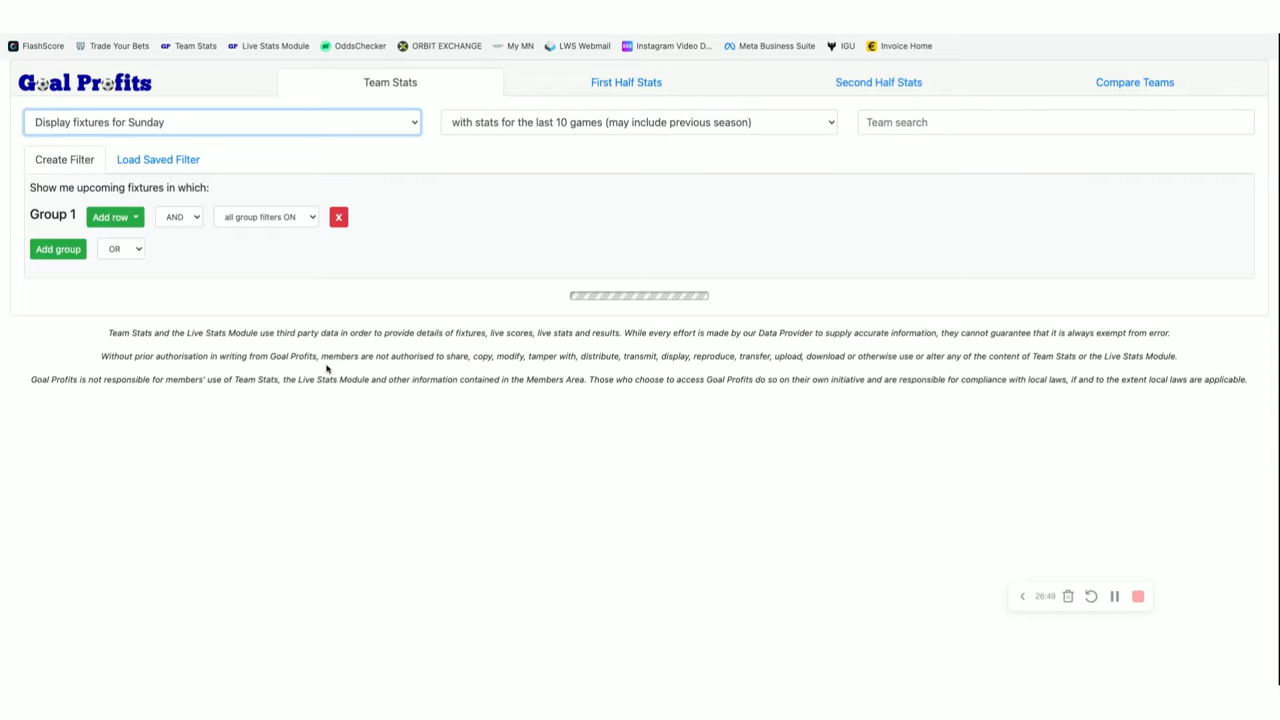 FlashScore Trade Your Bets GP Team Stats GP Live Stats Module OddsChecker ORBIT EXCHANGE My MN LWS Webmail Instagram Video D... Meta Business Suite IGU Invoice Home
Goal Profits Team Stats First Half Stats Second Half Stats Compare Teams
Display fixtures for Sunday with stats for the last 10 games (may include previous season) Team search
Create Filter Load Saved Filter
Show me upcoming fixtures in which:
Group 1 Add row AND all group filters ON X
Add group OR
Team Stats and the Live Stats Module use third party data in order to provide details of fixtures, live scores, live stats and results. While every effort is made by our Data Provider to supply accurate information, they cannot guarantee that it is always exempt from error.
Without prior authorisation in writing from Goal Profits, members are not authorised to share, copy, modify, tamper with, distribute, transmit, display, reproduce, transfer, upload, download or otherwise use or alter any of the content of Team Stats or the Live Stats Module.
Goal Profits is not responsible for members' use of Team Stats, the Live Stats Module and other information contained in the Members Area. Those who choose to access Goal Profits do so on their own initiative and are responsible for compliance with local laws, if and to the extent local laws are applicable.
26:49